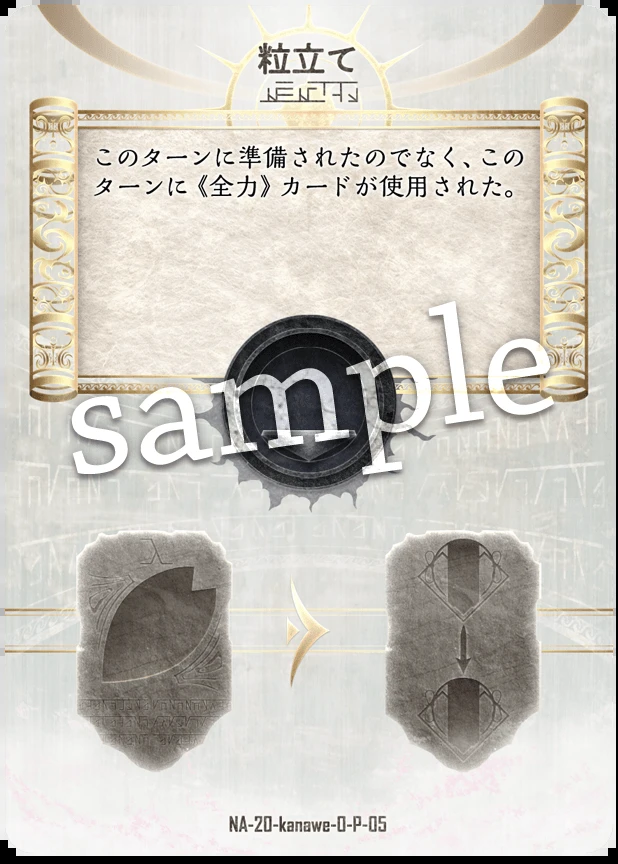 粒立て
このターンに準備されたのでなく、この
ターンに《全力》カードが使用された。
sample
NA-20-kanawe-O-P-05